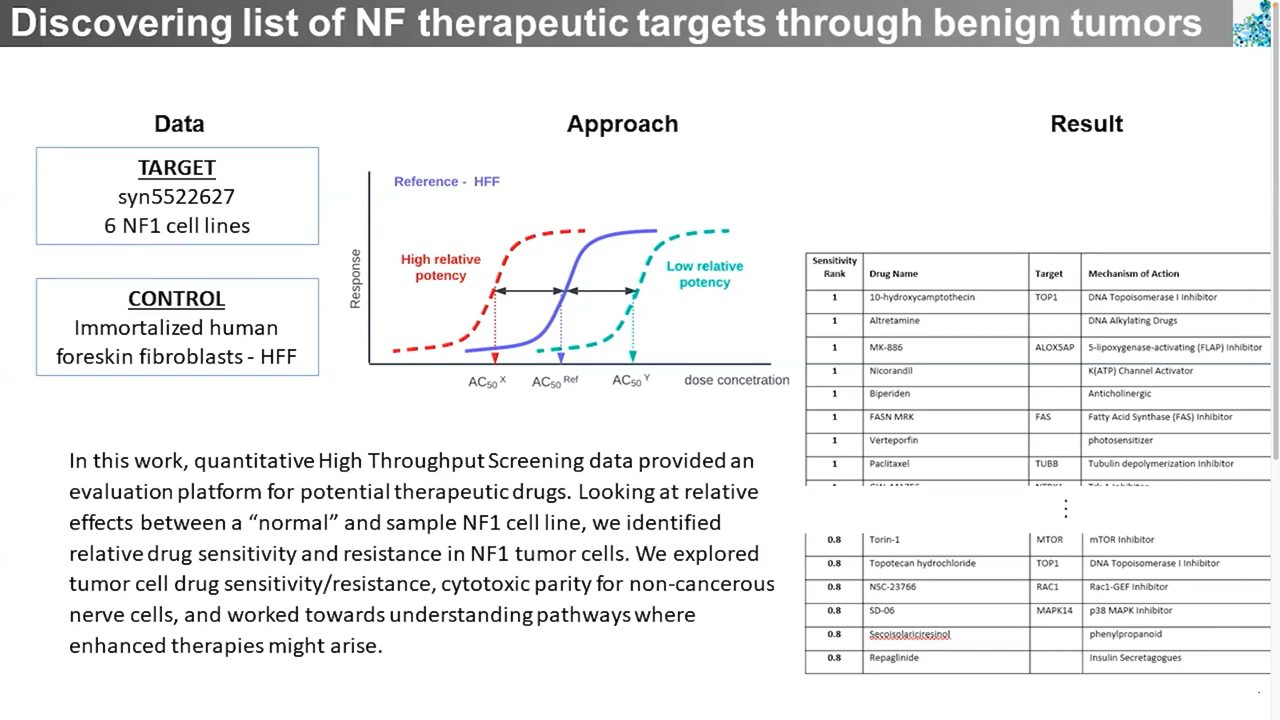 Discovering list of NF therapeutic targets through benign tumors
Data
TARGET
syn5522627
6 NF1 cell lines
CONTROL
Immortalized human
foreskin fibroblasts - HFF
Approach
Reference - HFF
Response
High relative
potency
Low relative
potency
AC50 X
AC50 Ref
AC50 Y
dose concetration
In this work, quantitative High Throughput Screening data provided an
evaluation platform for potential therapeutic drugs. Looking at relative
effects between a “normal” and sample NF1 cell line, we identified
relative drug sensitivity and resistance in NF1 tumor cells. We explored
tumor cell drug sensitivity/resistance, cytotoxic parity for non-cancerous
nerve cells, and worked towards understanding pathways where
enhanced therapies might arise.
Result
Sensitivity
Rank Drug Name Target Mechanism of Action
1 10-hydroxycamptothecin TOP1 DNA Topoisomerase I Inhibitor
1 Altretamine DNA Alkylating Drugs
1 MK-886 ALOX5AP 5-lipoxygenase-activating (FLAP) Inhibitor
1 Nicorandil K(ATP) Channel Activator
1 Biperiden Anticholinergic
1 FASN MRK FAS Fatty Acid Synthase (FAS) Inhibitor
1 Verteporfin photosensitizer
1 Paclitaxel TUBB Tubulin depolymerization Inhibitor
0.8 Torin-1 MTOR mTOR Inhibitor
0.8 Topotecan hydrochloride TOP1 DNA Topoisomerase I Inhibitor
0.8 NSC-23766 RAC1 Rac1-GEF Inhibitor
0.8 SD-06 MAPK14 p38 MAPK Inhibitor
0.8 Secoisolariciresinol phenylpropanoid
0.8 Repaglinide Insulin Secretagogues